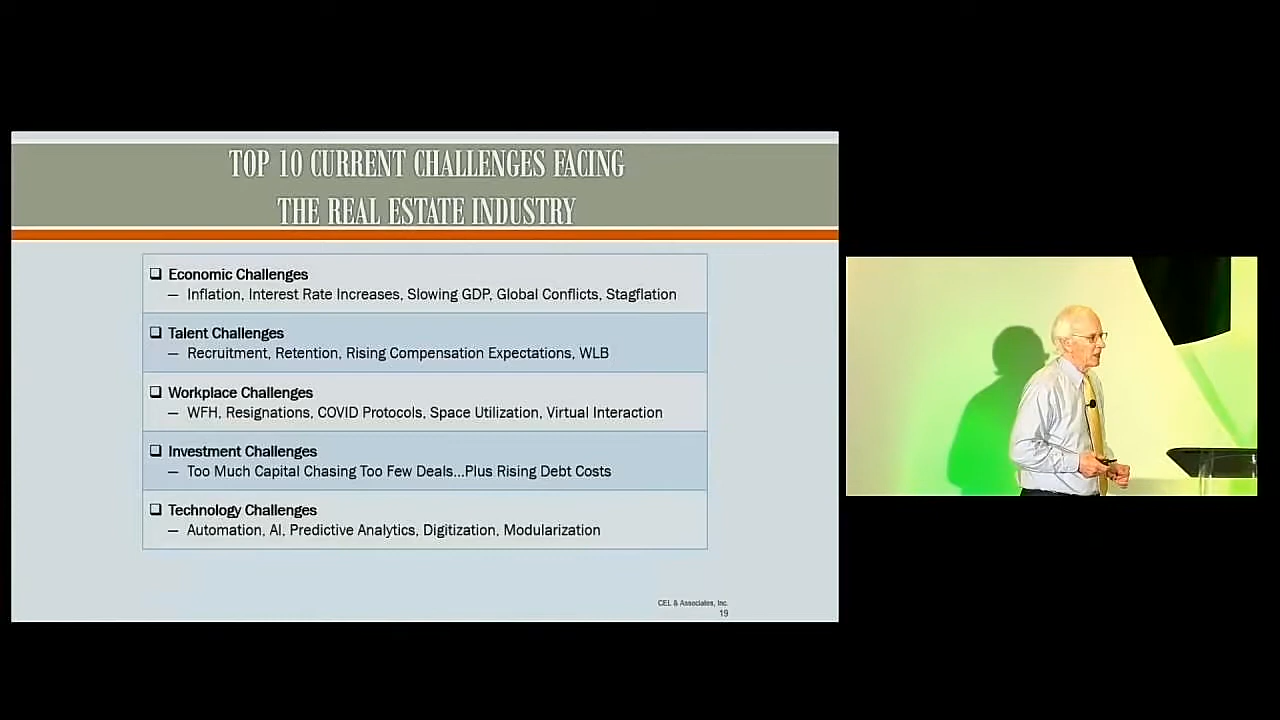 TOP 10 CURRENT CHALLENGES FACING
THE REAL ESTATE INDUSTRY
❑ Economic Challenges
– Inflation, Interest Rate Increases, Slowing GDP, Global Conflicts, Stagflation
❑ Talent Challenges
– Recruitment, Retention, Rising Compensation Expectations, WLB
❑ Workplace Challenges
– WFH, Resignations, COVID Protocols, Space Utilization, Virtual Interaction
❑ Investment Challenges
– Too Much Capital Chasing Too Few Deals...Plus Rising Debt Costs
❑ Technology Challenges
– Automation, AI, Predictive Analytics, Digitization, Modularization
CEL & Associates, Inc.
19